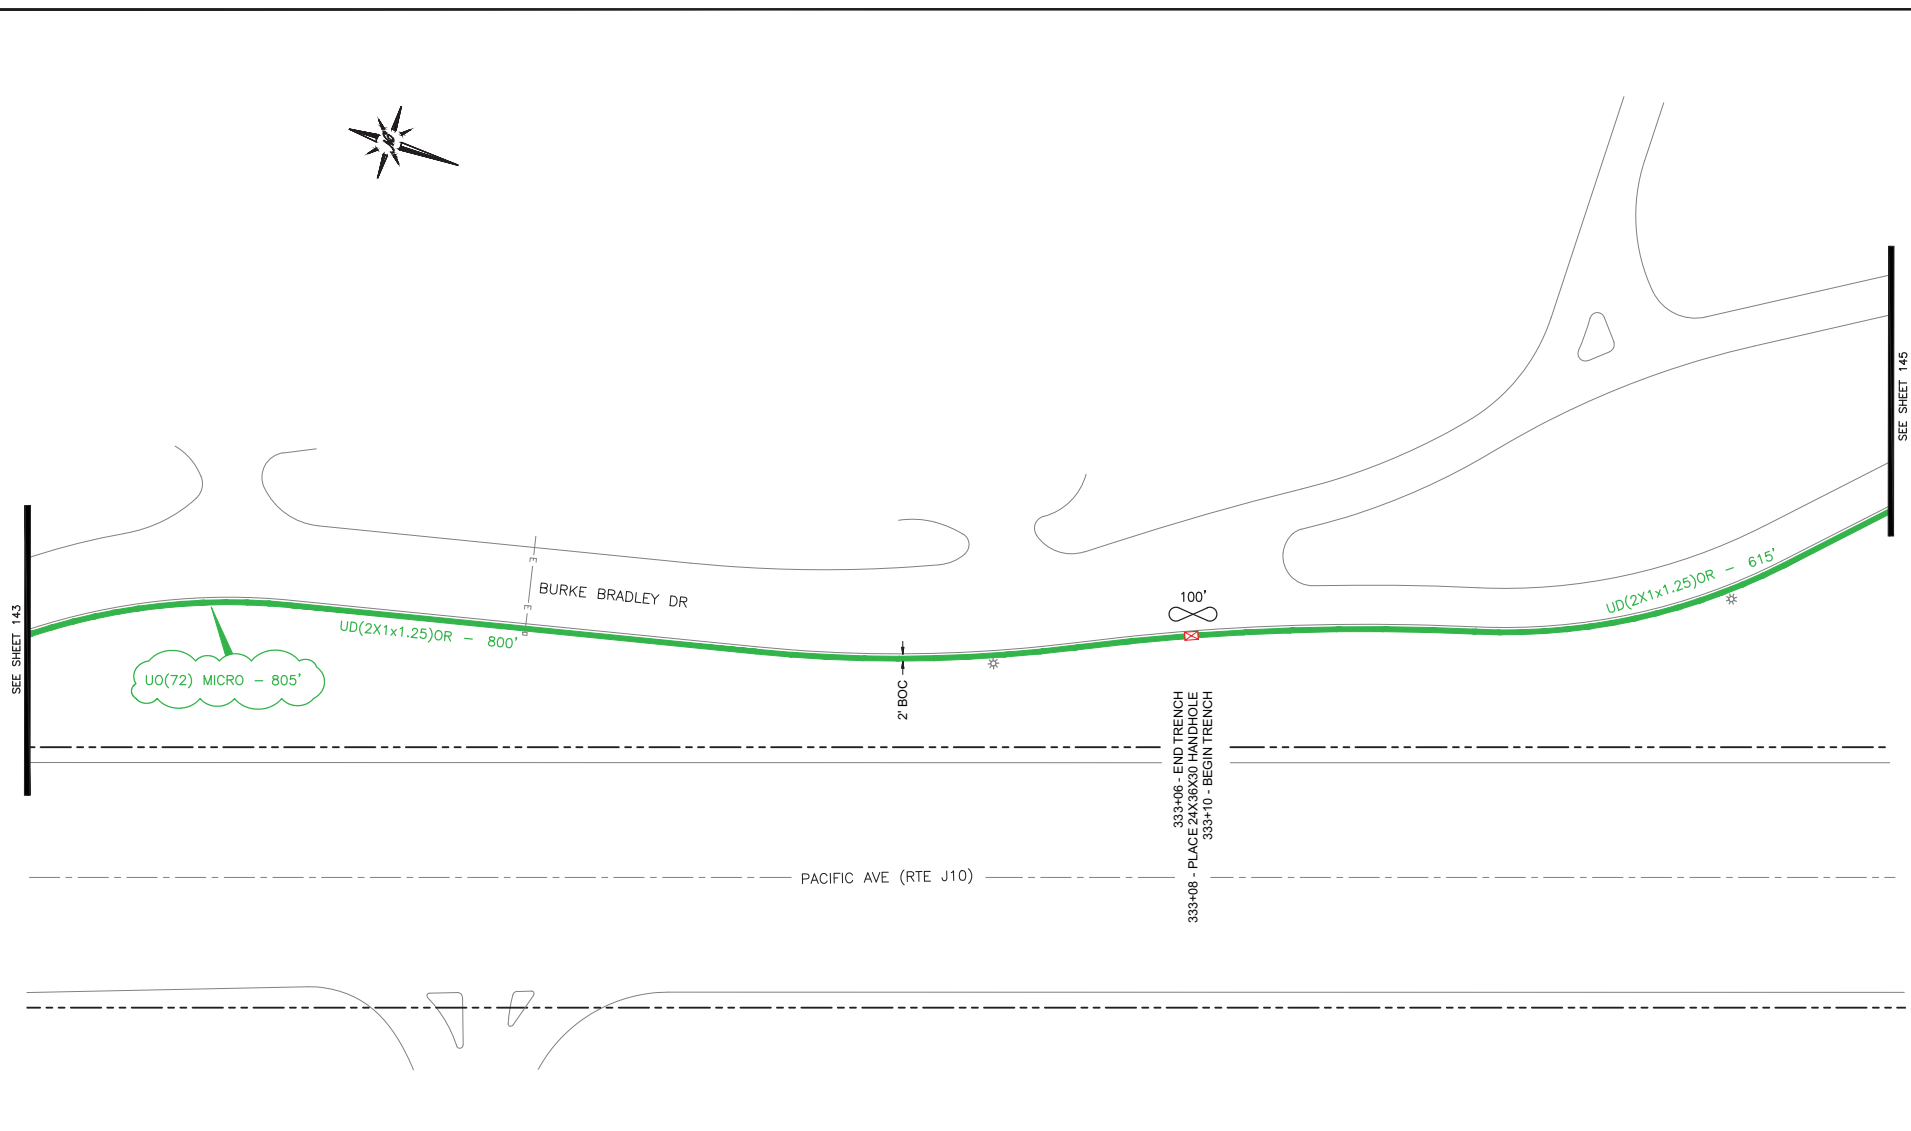 BURKE BRADLEY DR
100'
UD(2X1x1.25)OR - 615'
UD(2X1x1.25)OR - 800'
UO(72) MICRO - 805'
2' BOC
SEE SHEET 143
SEE SHEET 145
333+06 - END TRENCH
333+08 - PLACE 24X36X30 HANDHOLE
333+10 - BEGIN TRENCH
E
E
PACIFIC AVE (RTE J10)